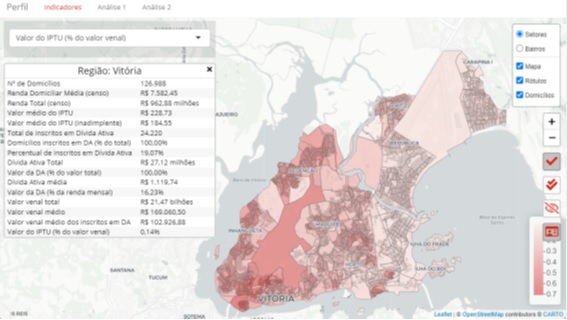 Perfil Indicadores Análise 1 Análise 2
Valor do IPTU (% do valor venal)
Região: Vitória ×
Nº de Domicílios 126.988
Renda Domiciliar Média (censo) R$ 7.582,45
Renda Total (censo) R$ 962,88 milhões
Valor médio do IPTU R$ 228,73
Valor médio do IPTU (inadimplente) R$ 184,55
Total de Inscritos em Dívida Ativa 24.220
Domicílios inscritos em DA (% do total) 100,00%
Percentual de Inscritos em Dívida Ativa 19,07%
Dívida Ativa Total R$ 27,12 milhões
Valor da DA (% do valor total) 100,00%
Dívida Ativa média R$ 1.119,74
Valor da DA (% da renda mensal) 16,23%
Valor venal total R$ 21,47 bilhões
Valor venal médio R$ 169.060,50
Valor venal médio dos inscritos em DA R$ 102.926,88
Valor do IPTU (% do valor venal) 0,14%
Setores
Bairros
Mapa
Rótulos
Domicílios
+
−
CARAPINA I
SANTANA
TUCUM
VITÓRIA
ILHA DO FRADE
ILHA DO BOI
0.3
0.4
0.5
0.6
0.7
Leaflet | © OpenStreetMap contributors © CARTO